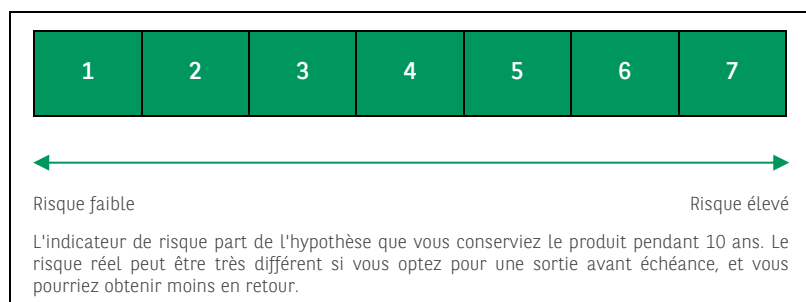 1 2 3 4 5 6 7
Risque faible Risque élevé
L'indicateur de risque part de l'hypothèse que vous conserviez le produit pendant 10 ans. Le
risque réel peut être très différent si vous optez pour une sortie avant échéance, et vous
pourriez obtenir moins en retour.